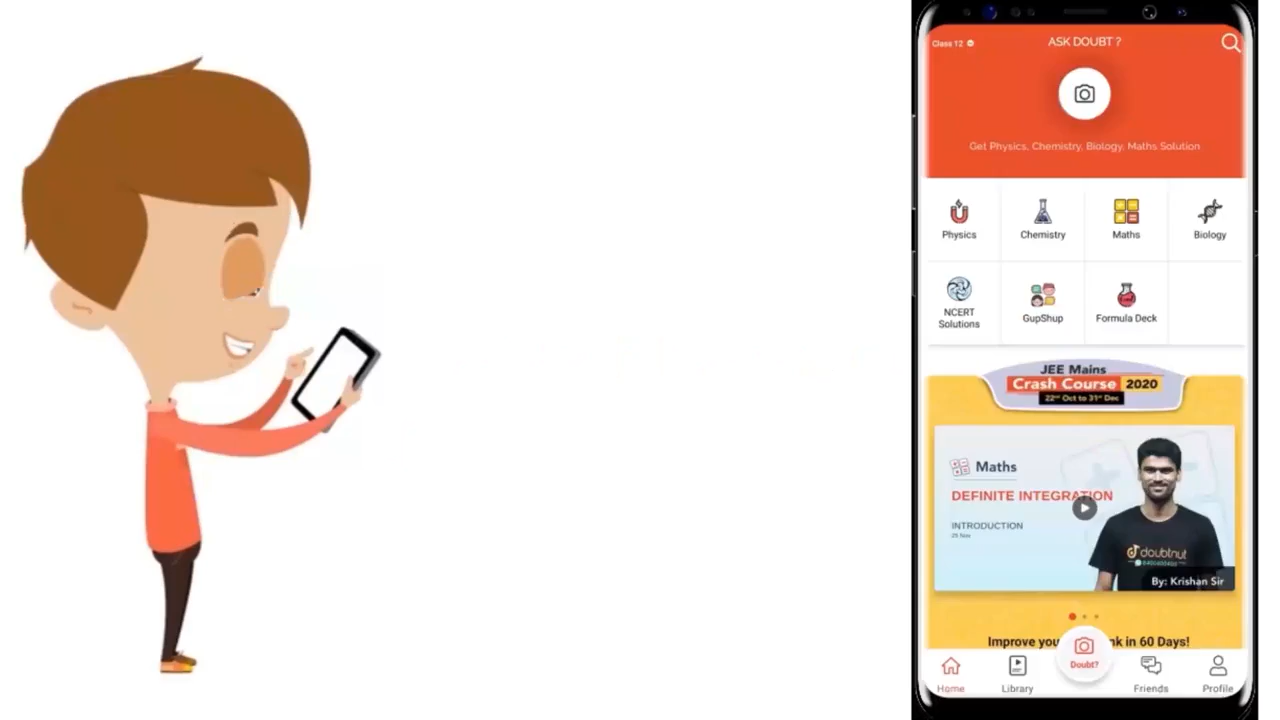 Class 12
ASK DOUBT ?
Get Physics, Chemistry, Biology, Maths Solution
Physics
Chemistry
Maths
Biology
NCERT
Solutions
GupShup
Formula Deck
JEE Mains
Crash Course 2020
22nd Oct to 31st Dec
Maths
DEFINITE INTEGRATION
INTRODUCTION
doubtnut
By: Krishan Sir
Improve you nk in 60 Days!
Doubt?
Home
Library
Friends
Profile